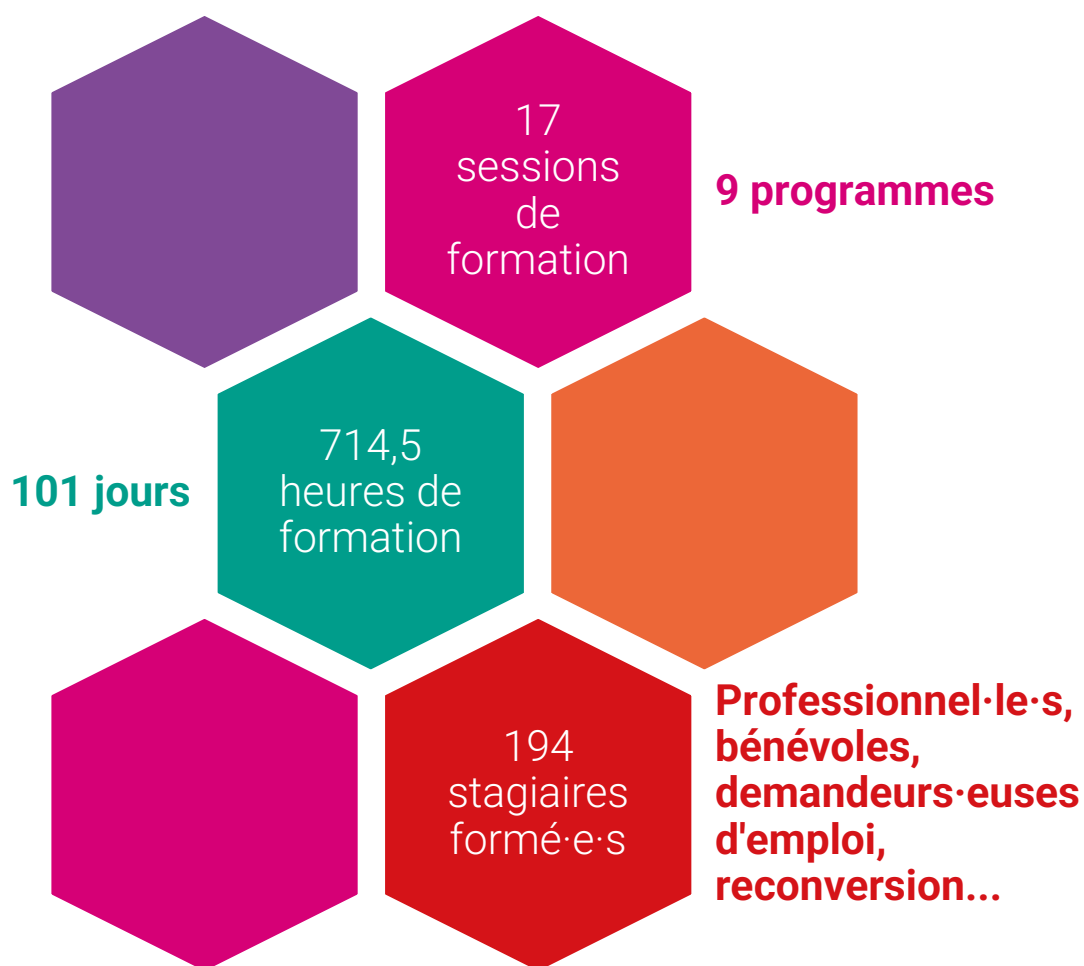 17
sessions
de
formation
9 programmes
101 jours
714,5
heures de
formation
194
stagiaires
formé·e·s
Professionnel·le·s,
bénévoles,
demandeurs·euses
d'emploi,
reconversion...